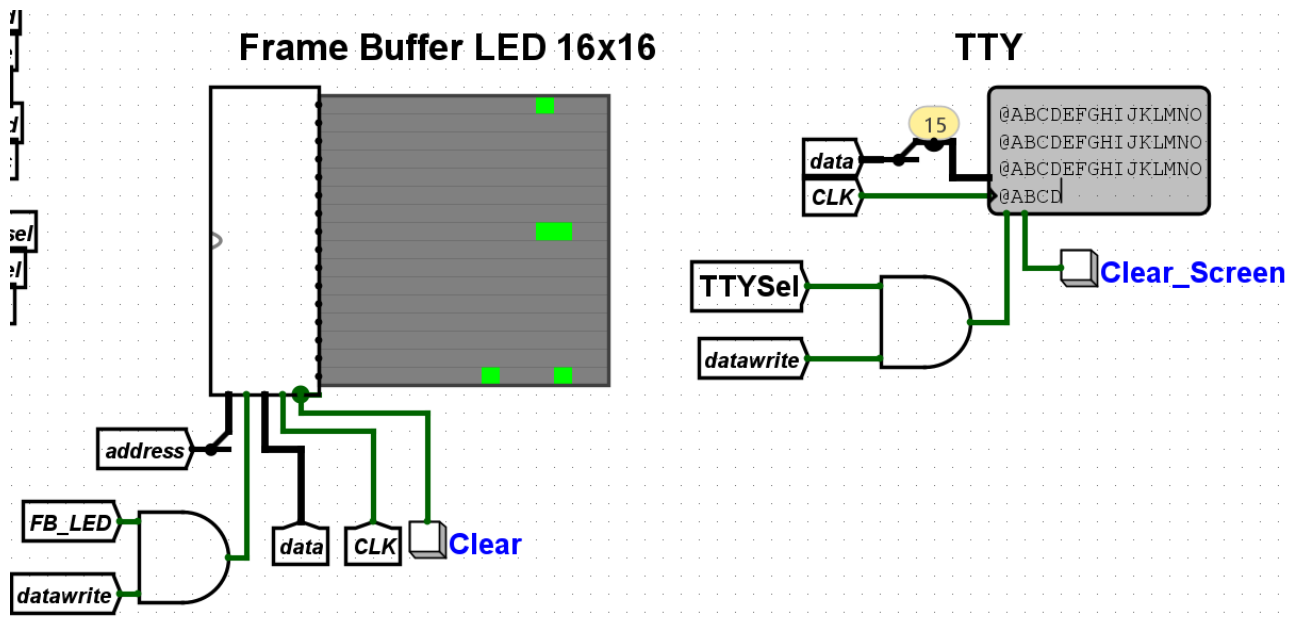 Frame Buffer LED 16x16
TTY
15
data
CLK
@ABCDEFGHIJKLMNO
@ABCDEFGHIJKLMNO
@ABCDEFGHIJKLMNO
@ABCD
Clear_Screen
TTYSel
datawrite
address
FB_LED
datawrite
data
CLK
Clear